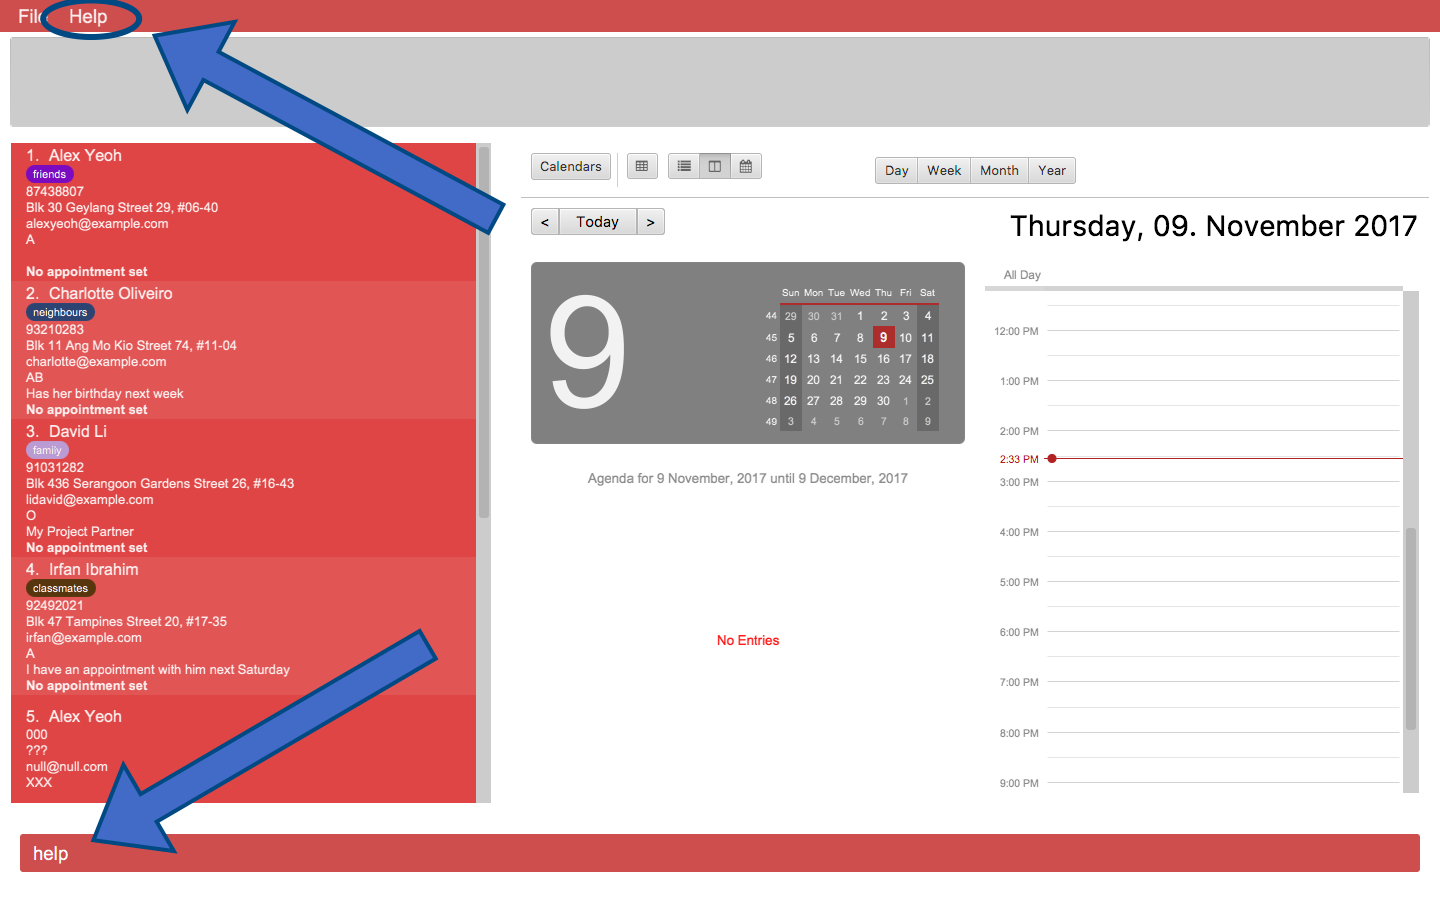 File Help
1. Alex Yeoh
friends
87438807
Blk 30 Geylang Street 29, #06-40
alexyeoh@example.com
A
No appointment set
2. Charlotte Oliveiro
neighbours
93210283
Blk 11 Ang Mo Kio Street 74, #11-04
charlotte@example.com
AB
Has her birthday next week
No appointment set
3. David Li
family
91031282
Blk 436 Serangoon Gardens Street 26, #16-43
lidavid@example.com
O
My Project Partner
No appointment set
4. Irfan Ibrahim
classmates
92492021
Blk 47 Tampines Street 20, #17-35
irfan@example.com
A
I have an appointment with him next Saturday
No appointment set
5. Alex Yeoh
000
???
null@null.com
XXX
Calendars
Day Week Month Year
< Today >
Thursday, 09. November 2017
9
Sun Mon Tue Wed Thu Fri Sat
44 29 30 31 1 2 3 4
45 5 6 7 8 9 10 11
46 12 13 14 15 16 17 18
47 19 20 21 22 23 24 25
48 26 27 28 29 30 1 2
49 3 4 5 6 7 8 9
Agenda for 9 November, 2017 until 9 December, 2017
No Entries
All Day
12:00 PM
1:00 PM
2:00 PM
2:33 PM
3:00 PM
4:00 PM
5:00 PM
6:00 PM
7:00 PM
8:00 PM
9:00 PM
help